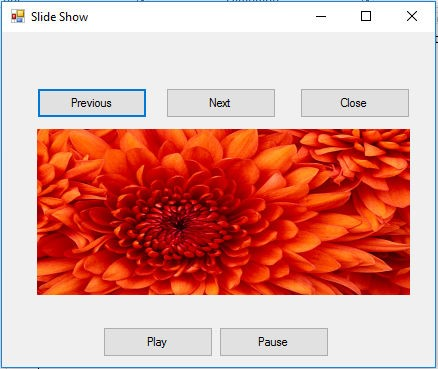 Slide Show
Previous Next Close
Play Pause